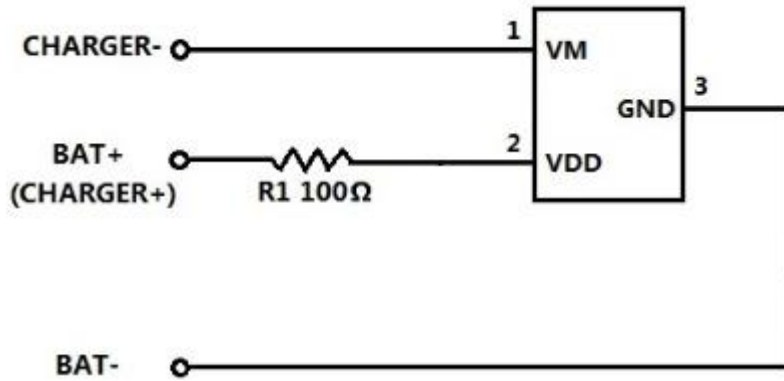 CHARGER-
1
VM
3
GND
BAT+
(CHARGER+)
R1 100Ω
2
VDD
BAT-